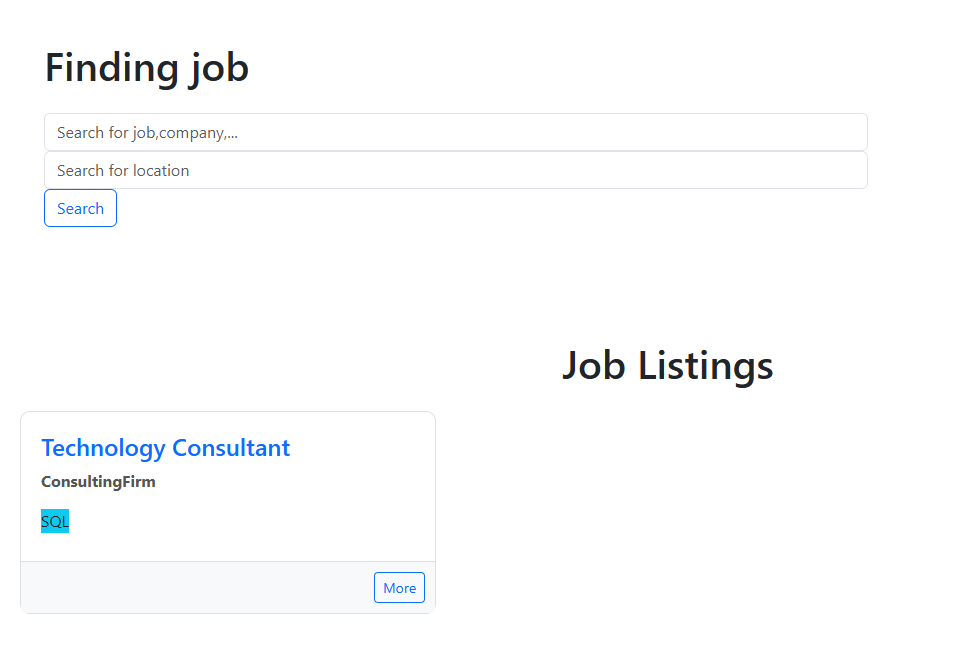 Finding job
Search for job,company,...
Search for location
Search
Job Listings
Technology Consultant
ConsultingFirm
SQL
More